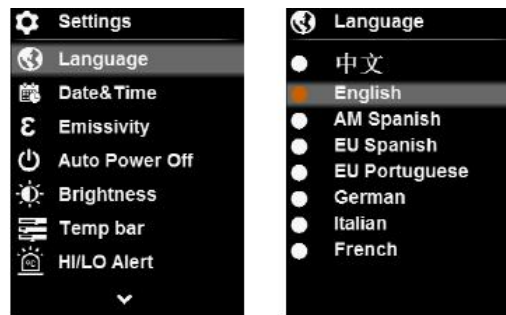 Settings
Language
Date&Time
Emissivity
Auto Power Off
Brightness
Temp bar
HI/LO Alert
Language
中文
English
AM Spanish
EU Spanish
EU Portuguese
German
Italian
French